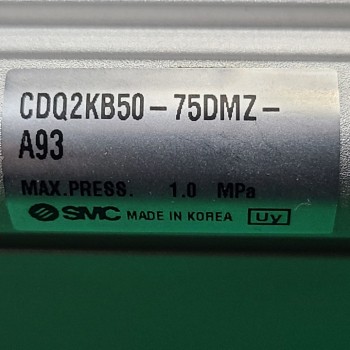 CDQ2KB50-75DMZ-
A93
MAX.PRESS. 1.0 MPa
SMC MADE IN KOREA Uy